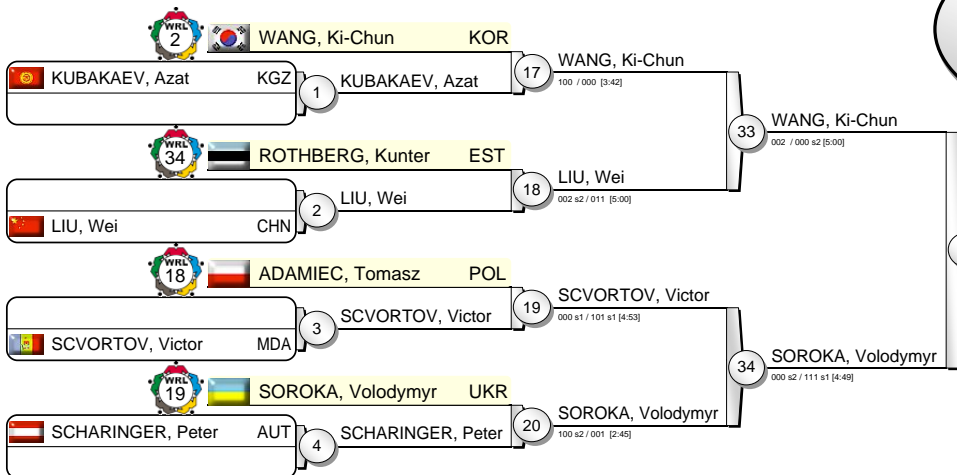 WRL
2
WANG, Ki-Chun KOR
KUBAKAEV, Azat KGZ
1
KUBAKAEV, Azat
17
WANG, Ki-Chun
100 / 000 [3:42]
WRL
34
ROTHBERG, Kunter EST
LIU, Wei CHN
2
LIU, Wei
18
LIU, Wei
002 s2 / 011 [5:00]
33
WANG, Ki-Chun
002 / 000 s2 [5:00]
WRL
18
ADAMIEC, Tomasz POL
SCVORTOV, Victor MDA
3
SCVORTOV, Victor
19
SCVORTOV, Victor
000 s1 / 101 s1 [4:53]
WRL
19
SOROKA, Volodymyr UKR
SCHARINGER, Peter AUT
4
SCHARINGER, Peter
20
SOROKA, Volodymyr
100 s2 / 001 [2:45]
34
SOROKA, Volodymyr
000 s2 / 111 s1 [4:49]